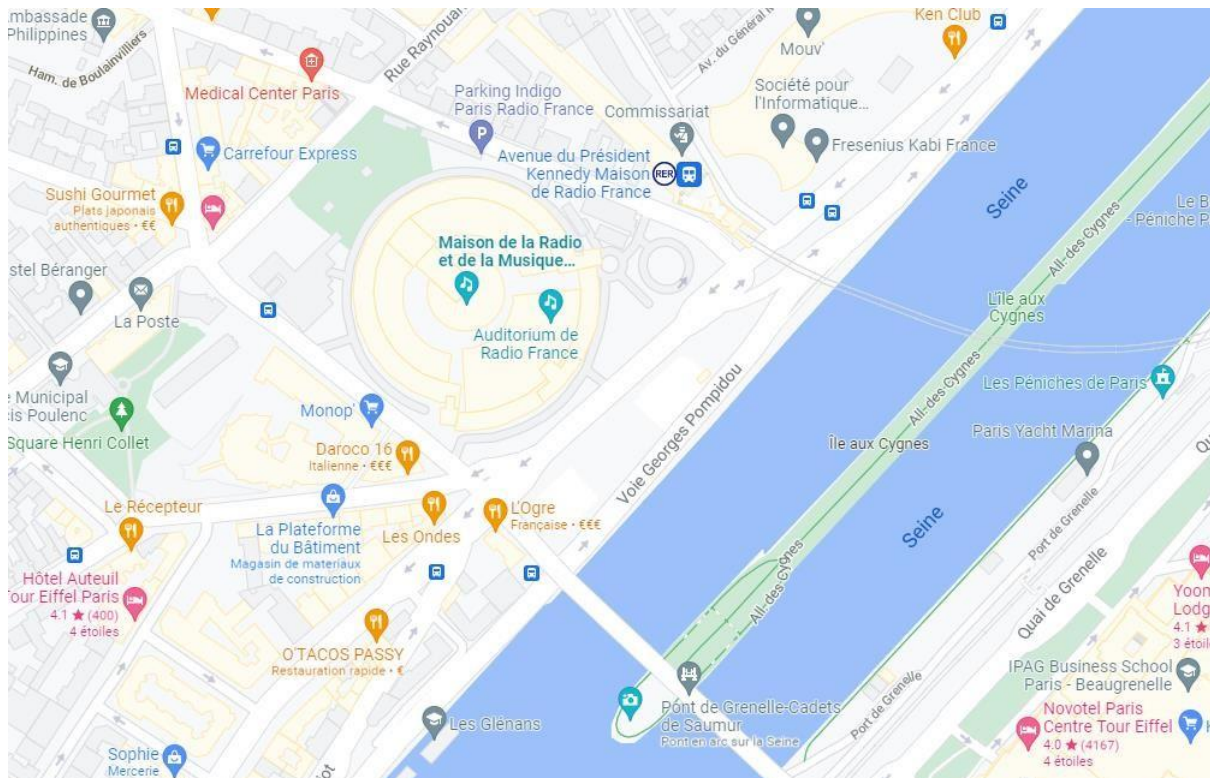 mbassade
Philippines
Ham. de Boulainvilliers
Rue Raynouar
Av. du Général M
Ken Club
Mouv'
Medical Center Paris
Parking Indigo
Paris Radio France
Commissariat
Société pour
l'Informatique...
Fresenius Kabi France
Carrefour Express
Avenue du Président
Kennedy Maison
de Radio France
RER
P
Sushi Gourmet
Plats japonais
authentiques • €€
Seine
Le B
- Péniche P
All.-des Cygnes
Maison de la Radio
et de la Musique...
stel Béranger
La Poste
Auditorium de
Radio France
L'île aux
Cygnes
Les Péniches de Paris
e Municipal
cis Poulenc
Square Henri Collet
Monop'
Voie Georges Pompidou
All.-des Cygnes
Île aux Cygnes
Paris Yacht Marina
Daroco 16
Italienne • €€€
Le Récepteur
La Plateforme
du Bâtiment
Magasin de materiaux
de construction
Les Ondes
L'Ogre
Française • €€€
Seine
Port de Grenelle
Quai de Grenelle
Qu
Hôtel Auteuil
Tour Eiffel Paris
4.1 ★ (400)
4 étoiles
All.-des Cygnes
Yoon
Lodg
4.1 ★
3 étoil
O'TACOS PASSY
Restauration rapide • €
IPAG Business School
Paris - Beaugrenelle
Pont de Grenelle-Cadets
de Saumur
Pont en arc sur la Seine
Port de Grenelle
Les Glénans
Novotel Paris
Centre Tour Eiffel
4.0 ★ (4167)
4 étoiles
Sophie
Mercerie
ot